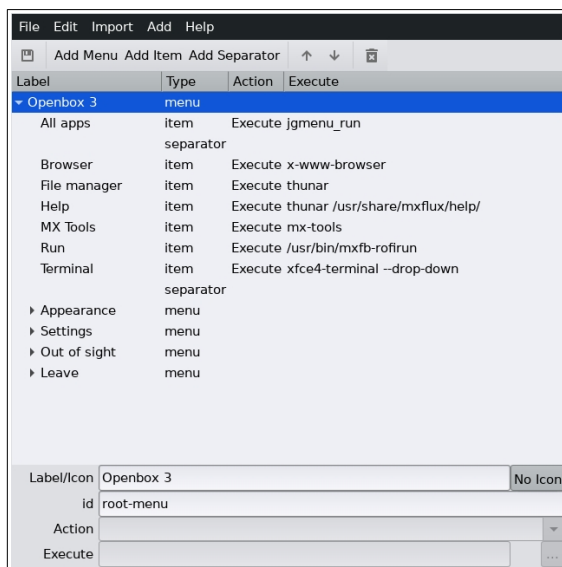 File Edit Import Add Help
Add Menu Add Item Add Separator
Label Type Action Execute
Openbox 3 menu
All apps item Execute jgmenu_run
separator
Browser item Execute x-www-browser
File manager item Execute thunar
Help item Execute thunar /usr/share/mxflux/help/
MX Tools item Execute mx-tools
Run item Execute /usr/bin/mxfb-rofirun
Terminal item Execute xfce4-terminal --drop-down
separator
Appearance menu
Settings menu
Out of sight menu
Leave menu
Label/Icon Openbox 3 No Icon
id root-menu
Action
Execute ...